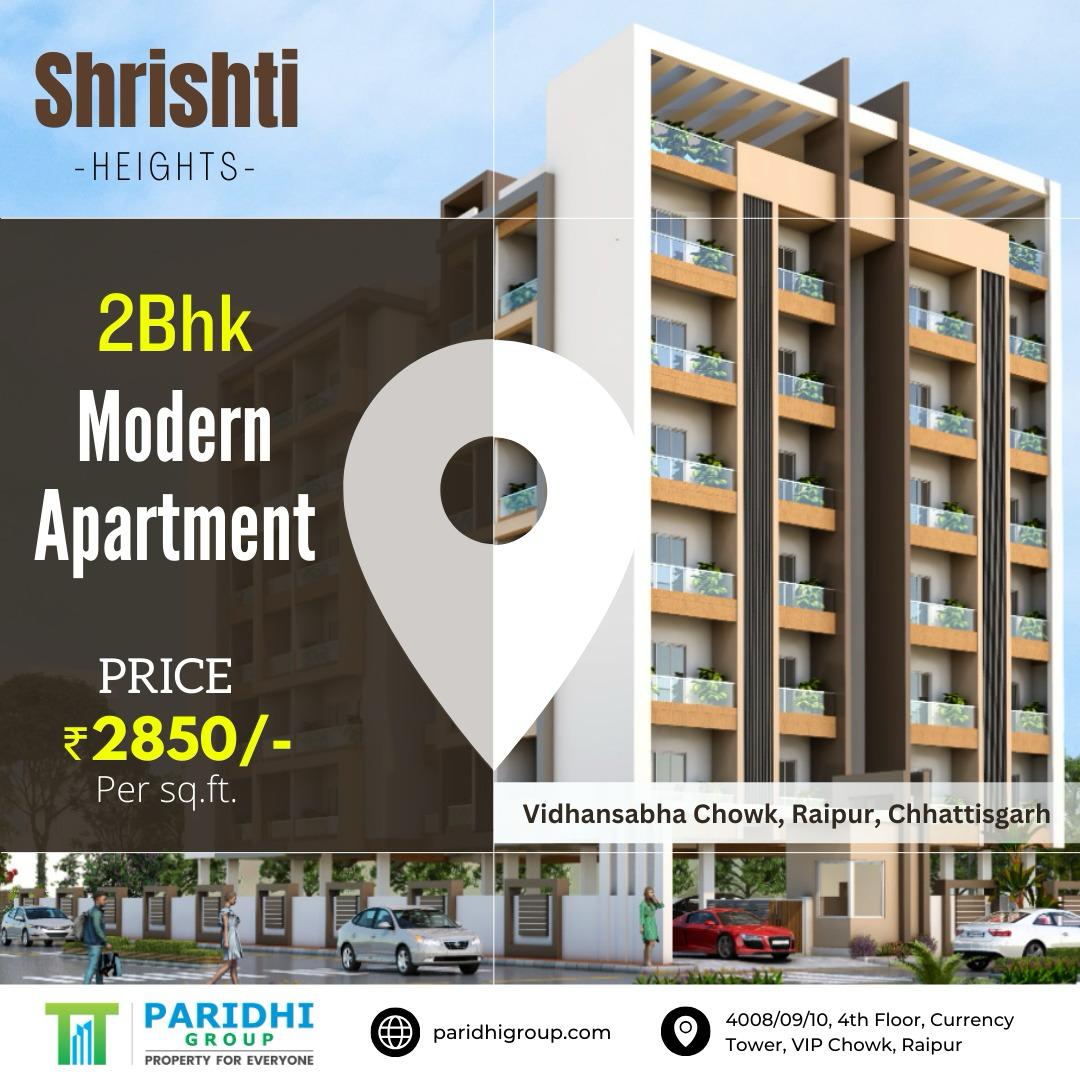 Shrishti
-HEIGHTS-
2Bhk
Modern
Apartment
PRICE
₹2850/-
Per sq.ft.
Vidhansabha Chowk, Raipur, Chhattisgarh
PARIDHI
GROUP
PROPERTY FOR EVERYONE
paridhigroup.com
4008/09/10, 4th Floor, Currency
Tower, VIP Chowk, Raipur